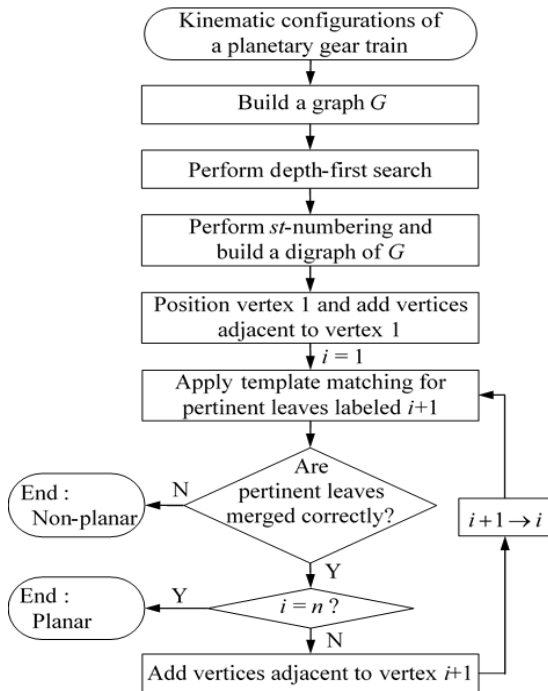 Kinematic configurations of
a planetary gear train
Build a graph G
Perform depth-first search
Perform st-numbering and
build a digraph of G
Position vertex 1 and add vertices
adjacent to vertex 1
i = 1
Apply template matching for
pertinent leaves labeled i+1
Are
pertinent leaves
merged correctly?
N
End :
Non-planar
i+1 → i
Y
i = n ?
Y
End :
Planar
N
Add vertices adjacent to vertex i+1